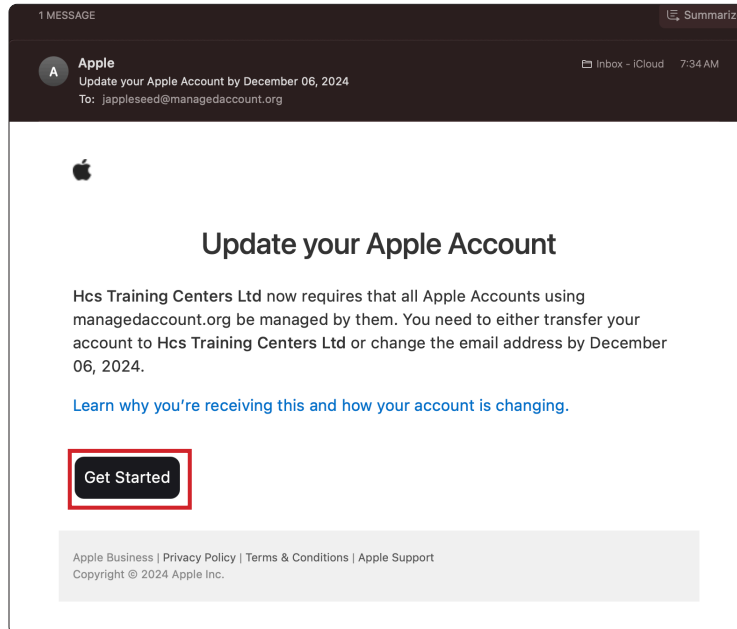 1 MESSAGE
Summariz
A
Apple
Inbox - iCloud 7:34 AM
Update your Apple Account by December 06, 2024
To: jappleseed@managedaccount.org
Update your Apple Account
Hcs Training Centers Ltd now requires that all Apple Accounts using
managedaccount.org be managed by them. You need to either transfer your
account to Hcs Training Centers Ltd or change the email address by December
06, 2024.
Learn why you’re receiving this and how your account is changing.
Get Started
Apple Business | Privacy Policy | Terms & Conditions | Apple Support
Copyright © 2024 Apple Inc.